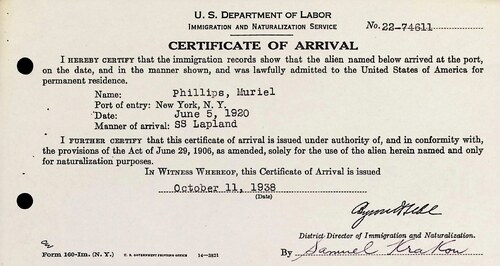 U. S. DEPARTMENT OF LABOR
IMMIGRATION AND NATURALIZATION SERVICE
No. 22-74611
CERTIFICATE OF ARRIVAL
I HEREBY CERTIFY that the immigration records show that the alien named below arrived at the port,
on the date, and in the manner shown, and was lawfully admitted to the United States of America for
permanent residence.
Name: Phillips, Muriel
Port of entry: New York, N. Y.
Date: June 5, 1920
Manner of arrival: SS Lapland
I FURTHER CERTIFY that this certificate of arrival is issued under authority of, and in conformity with,
the provisions of the Act of June 29, 1906, as amended, solely for the use of the alien herein named and only
for naturalization purposes.
IN WITNESS WHEREOF, this Certificate of Arrival is issued
October 11, 1938
(Date)
District Director of Immigration and Naturalization.
By Samuel Krakow
Form 160-Im. (N. Y.) U. S. GOVERNMENT PRINTING OFFICE 14-2621